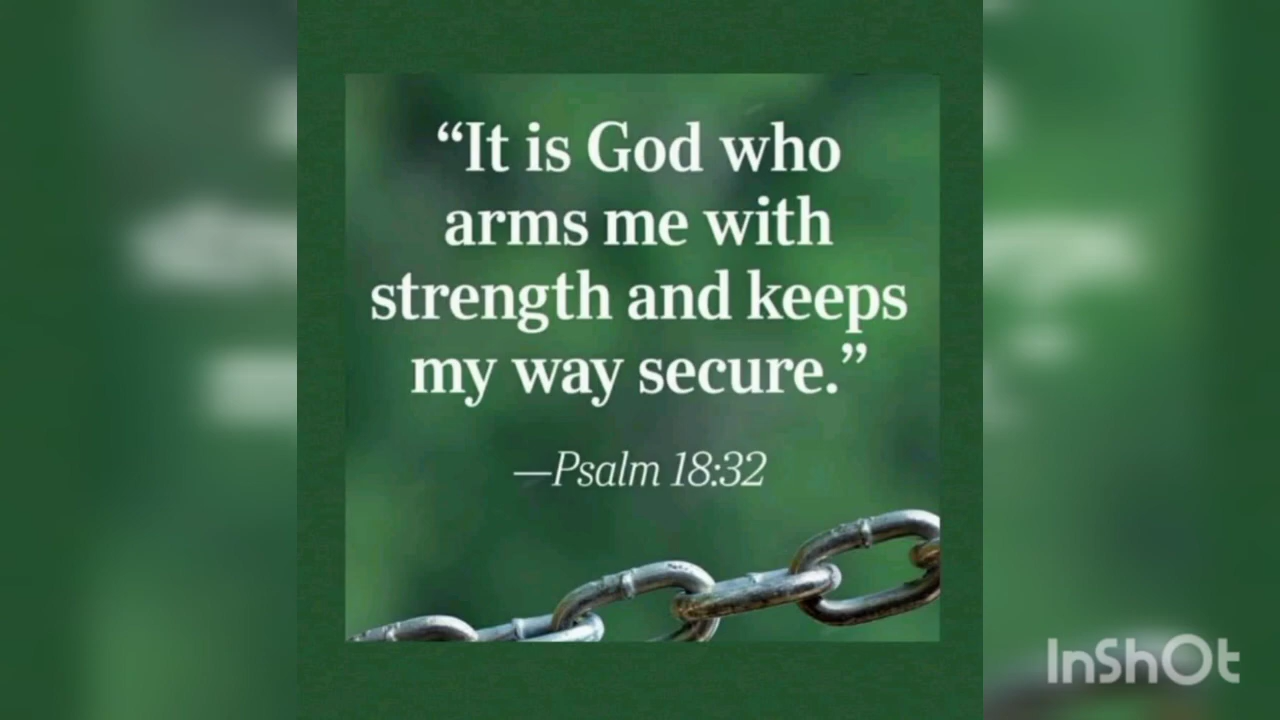 “It is God who
arms me with
strength and keeps
my way secure.”
—Psalm 18:32
InShOt